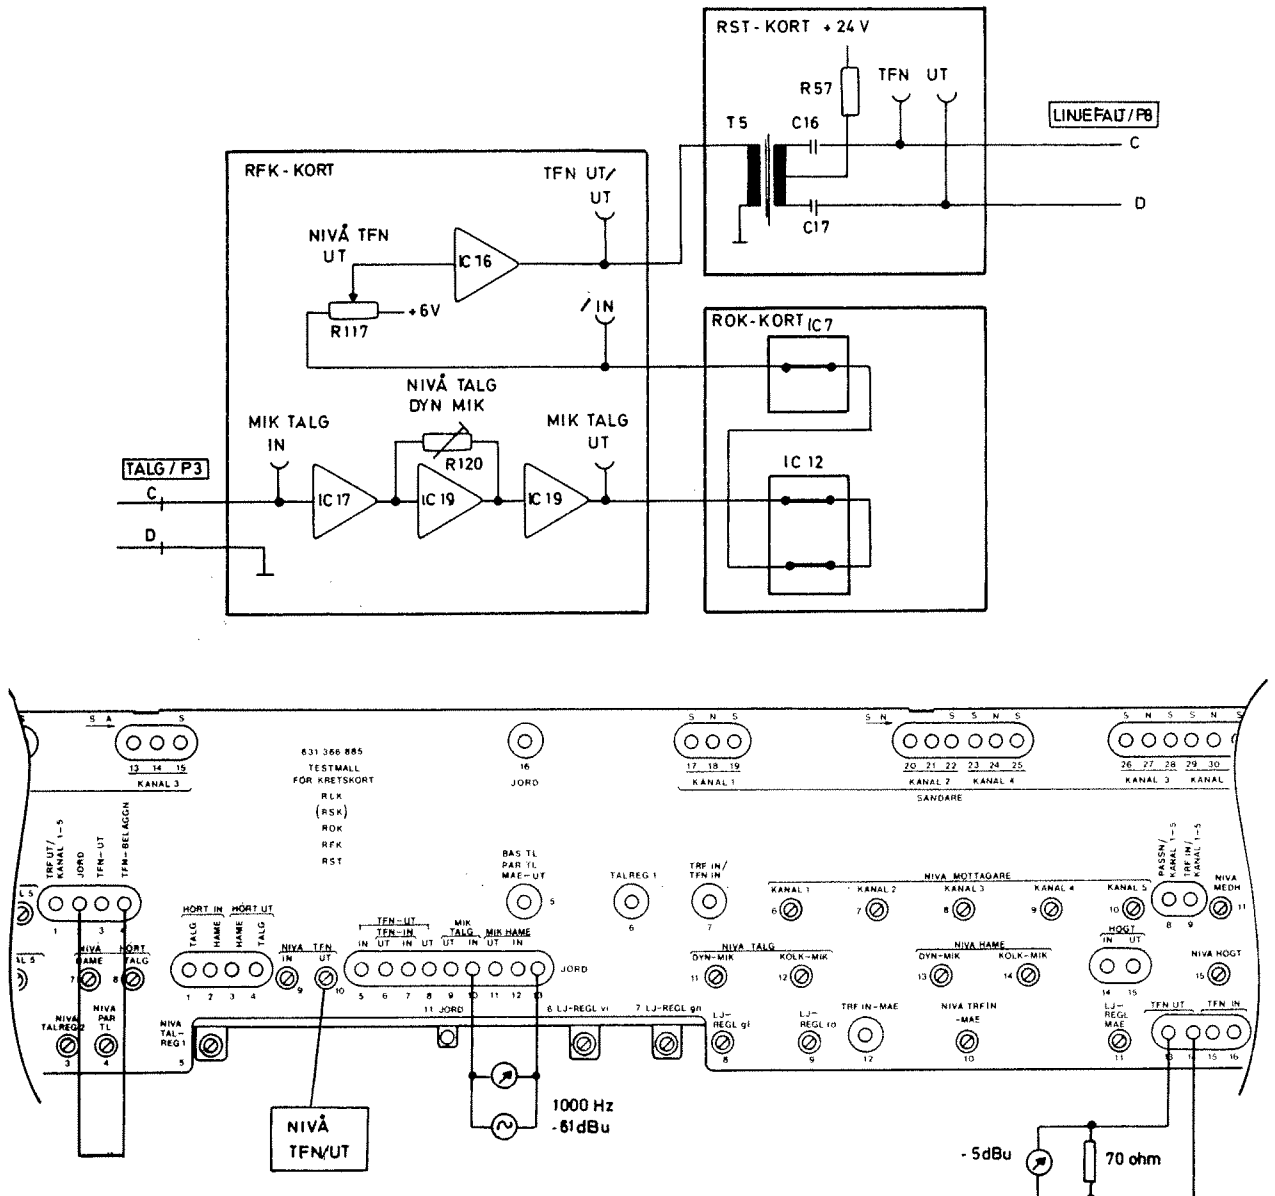 RST-KORT +24V
TFN UT
R57
LINJEFALT/P8
T5
C16
C
D
C17
RFK-KORT
TFN UT/
UT
NIVÅ TFN
UT
IC16
/IN
+6V
R117
ROK-KORT
IC7
NIVÅ TALG
DYN MIK
MIK TALG
IN
MIK TALG
UT
R120
IC12
TALG/P3
C
IC17
IC19
IC19
D
S A S
S N S
S N S S N S
S N S S N S
13 14 15
KANAL 3
631 366 885
TESTMALL
FÖR KRETSKORT
RLK
(RSK)
ROK
RFK
RST
16
JORD
17 18 19
KANAL 1
20 21 22 23 24 25
KANAL 2 KANAL 4
26 27 28 29 30
KANAL 3 KANAL
SÄNDARE
TRF UT/
KANAL 1-5
JORD
TFN-UT
TFN-BELÄGGN
1 3 4
BAS TL
PAR TL
MAE-UT
5
TALREG 1
6
TRF IN/
TFN IN
7
NIVÅ MOTTAGARE
KANAL 1 KANAL 2 KANAL 3 KANAL 4 KANAL 5
6 7 8 9 10
PASSN/
KANAL 1-5
TRF IN/
KANAL 1-5
8 9
NIVÅ
MEDH
11
L 5
AL 5
NIVÅ HÖRT
HAME TALG
7 8
HÖRT IN HÖRT UT
TALG HAME HAME TALG
1 2 3 4
NIVÅ TFN
IN UT
9 10
TFN-UT
TFN-IN
IN UT IN UT
MIK
TALG
UT IN
MIK HAME
UT IN
JORD
5 6 7 8 9 10 11 12 13
NIVÅ TALG
DYN-MIK KOLK-MIK
11 12
NIVÅ HAME
DYN-MIK KOLK-MIK
13 14
HÖGT
IN UT
14 15
NIVÅ HÖGT
15
NIVÅ
TALREG 2
3
NIVÅ
PAR
TL
4
NIVÅ
TAL-
REG 1
5
11 JORD
6 LJ-REGL vi
7 LJ-REGL gn
LJ-
REGL gl
8
LJ-
REGL rö
9
TRF IN-MAE
12
NIVÅ TRF IN
-MAE
10
LJ-
REGL
MAE
11
TFN UT TFN IN
13 14 15 16
NIVÅ
TFN/UT
1000 Hz
-61dBu
-5dBu
70 ohm